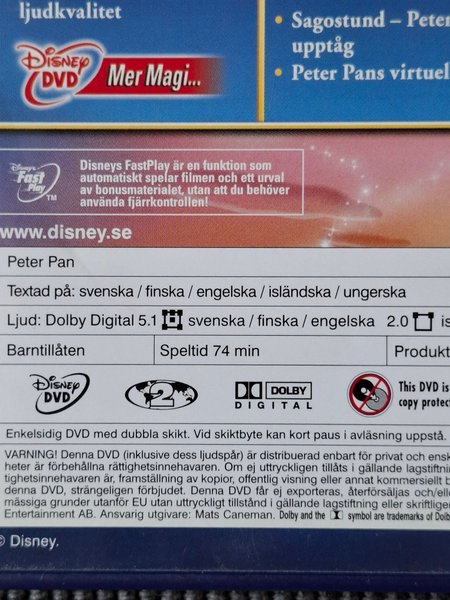 ljudkvalitet
• Sagostund – Peter
upptåg
• Peter Pans virtuel
Disney
DVD
Mer Magi...
Disney's
Fast
Play
TM
Disneys FastPlay är en funktion som
automatiskt spelar filmen och ett urval
av bonusmaterialet, utan att du behöver
använda fjärrkontrollen!
www.disney.se
Peter Pan
Textad på: svenska / finska / engelska / isländska / ungerska
Ljud: Dolby Digital 5.1 svenska / finska / engelska 2.0 is
Barntillåten Speltid 74 min Produkt
Disney
DVD
2
DOLBY
DIGITAL
This DVD is
copy protec
Enkelsidig DVD med dubbla skikt. Vid skiktbyte kan kort paus i avläsning uppstå.
VARNING! Denna DVD (inklusive dess ljudspår) är distribuerad enbart för privat och ensk
heter är förbehållna rättighetsinnehavaren. Om ej uttryckligen tillåts i gällande lagstiftnin
tighetsinnehavaren är, framställning av kopior, offentlig visning eller annat kommersiellt b
denna DVD, strängeligen förbjudet. Denna DVD får ej exporteras, återförsäljas och/elle
mässiga grunder utanför EU utan uttryckligt tillstånd i gällande lagstiftning eller skriftligt
Entertainment AB. Ansvarig utgivare: Mats Caneman. Dolby and the symbol are trademarks of Dolb
© Disney.